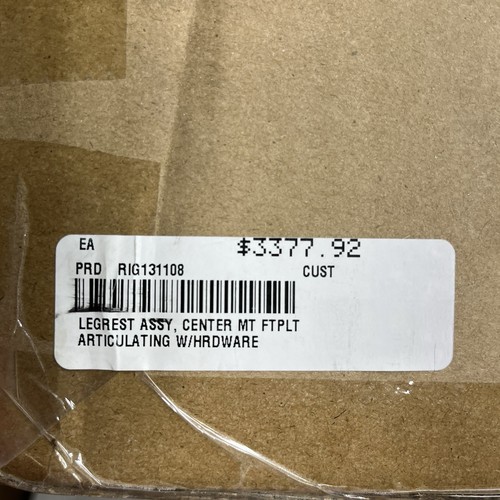 EA $3377.92
PRD RIG131108 CUST
LEGREST ASSY, CENTER MT FTPLT
ARTICULATING W/HRDWARE